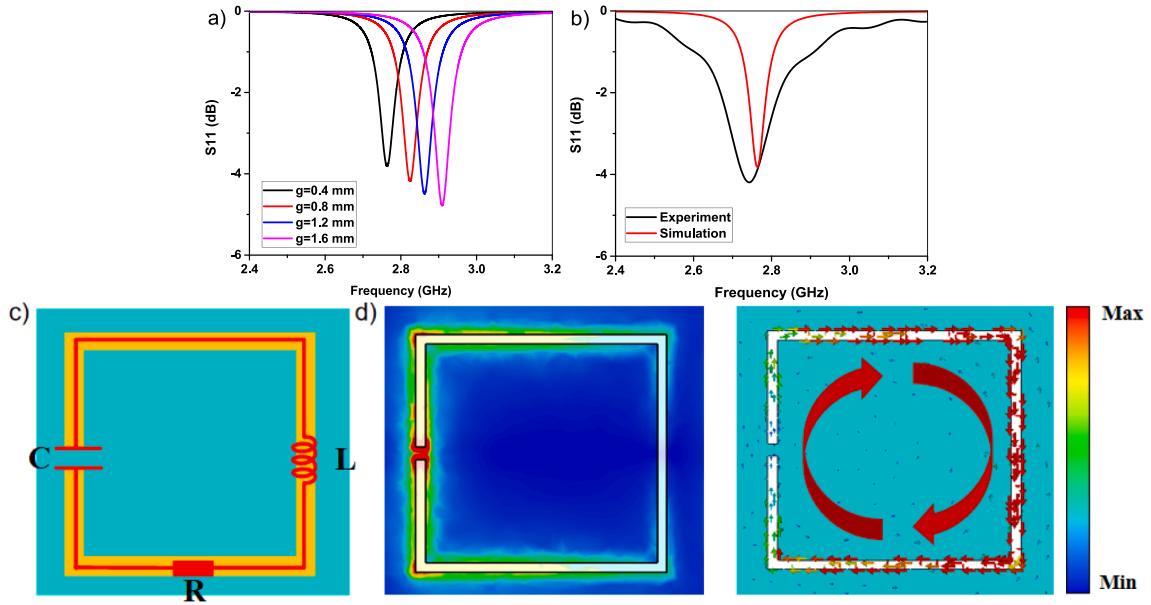 a)
0
-2
-4
-6
S11 (dB)
g=0.4 mm
g=0.8 mm
g=1.2 mm
g=1.6 mm
2.4 2.6 2.8 3.0 3.2
Frequency (GHz)
b)
0
-2
-4
-6
S11 (dB)
Experiment
Simulation
2.4 2.6 2.8 3.0 3.2
Frequency (GHz)
c)
C
L
R
d)
Max
Min